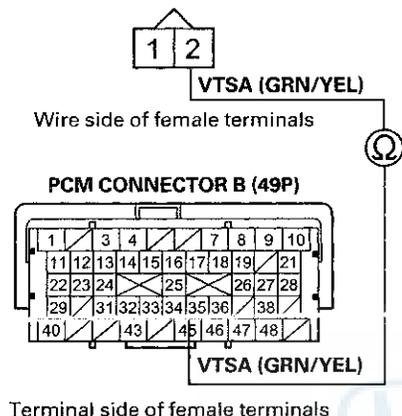 1 2
VTSA (GRN/YEL)
Wire side of female terminals
Ω
PCM CONNECTOR B (49P)
1 3 4 7 8 9 10
11 12 13 14 15 16 17 18 19 21
22 23 24 25 26 27 28
29 31 32 33 34 35 36 38
40 43 45 46 47 48
VTSA (GRN/YEL)
Terminal side of female terminals